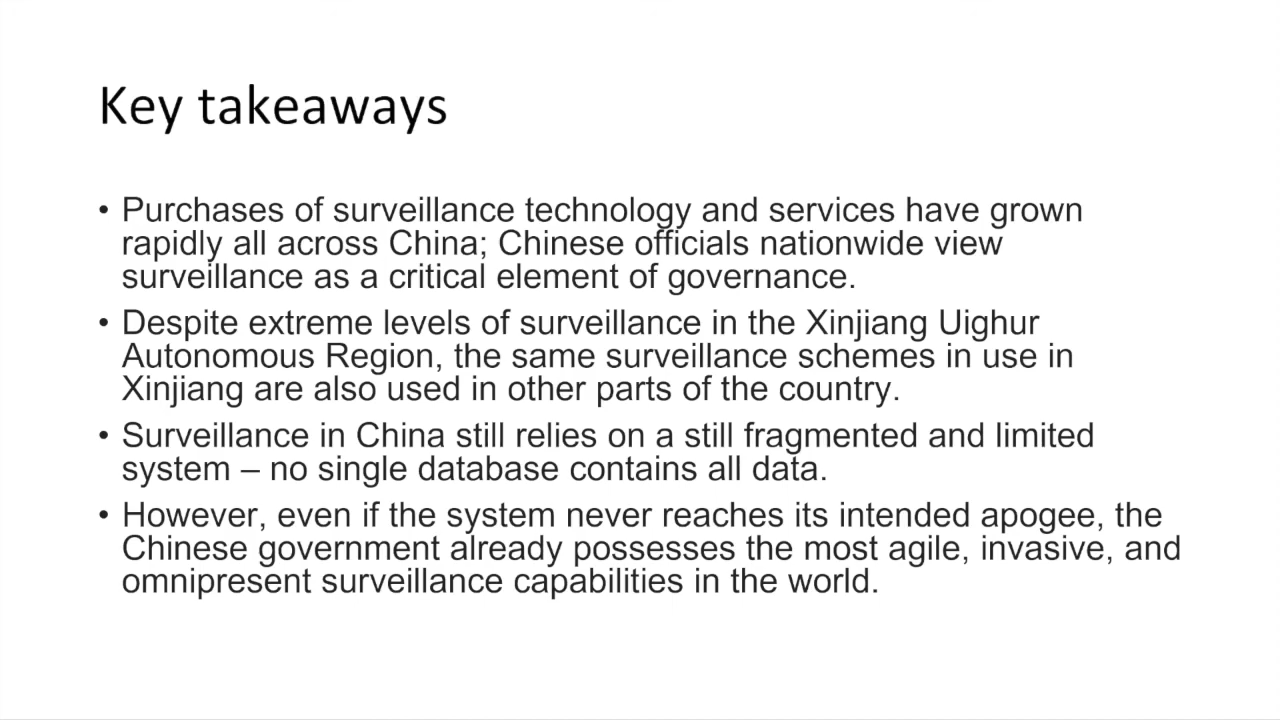 Key takeaways
• Purchases of surveillance technology and services have grown
rapidly all across China; Chinese officials nationwide view
surveillance as a critical element of governance.
• Despite extreme levels of surveillance in the Xinjiang Uighur
Autonomous Region, the same surveillance schemes in use in
Xinjiang are also used in other parts of the country.
• Surveillance in China still relies on a still fragmented and limited
system – no single database contains all data.
• However, even if the system never reaches its intended apogee, the
Chinese government already possesses the most agile, invasive, and
omnipresent surveillance capabilities in the world.